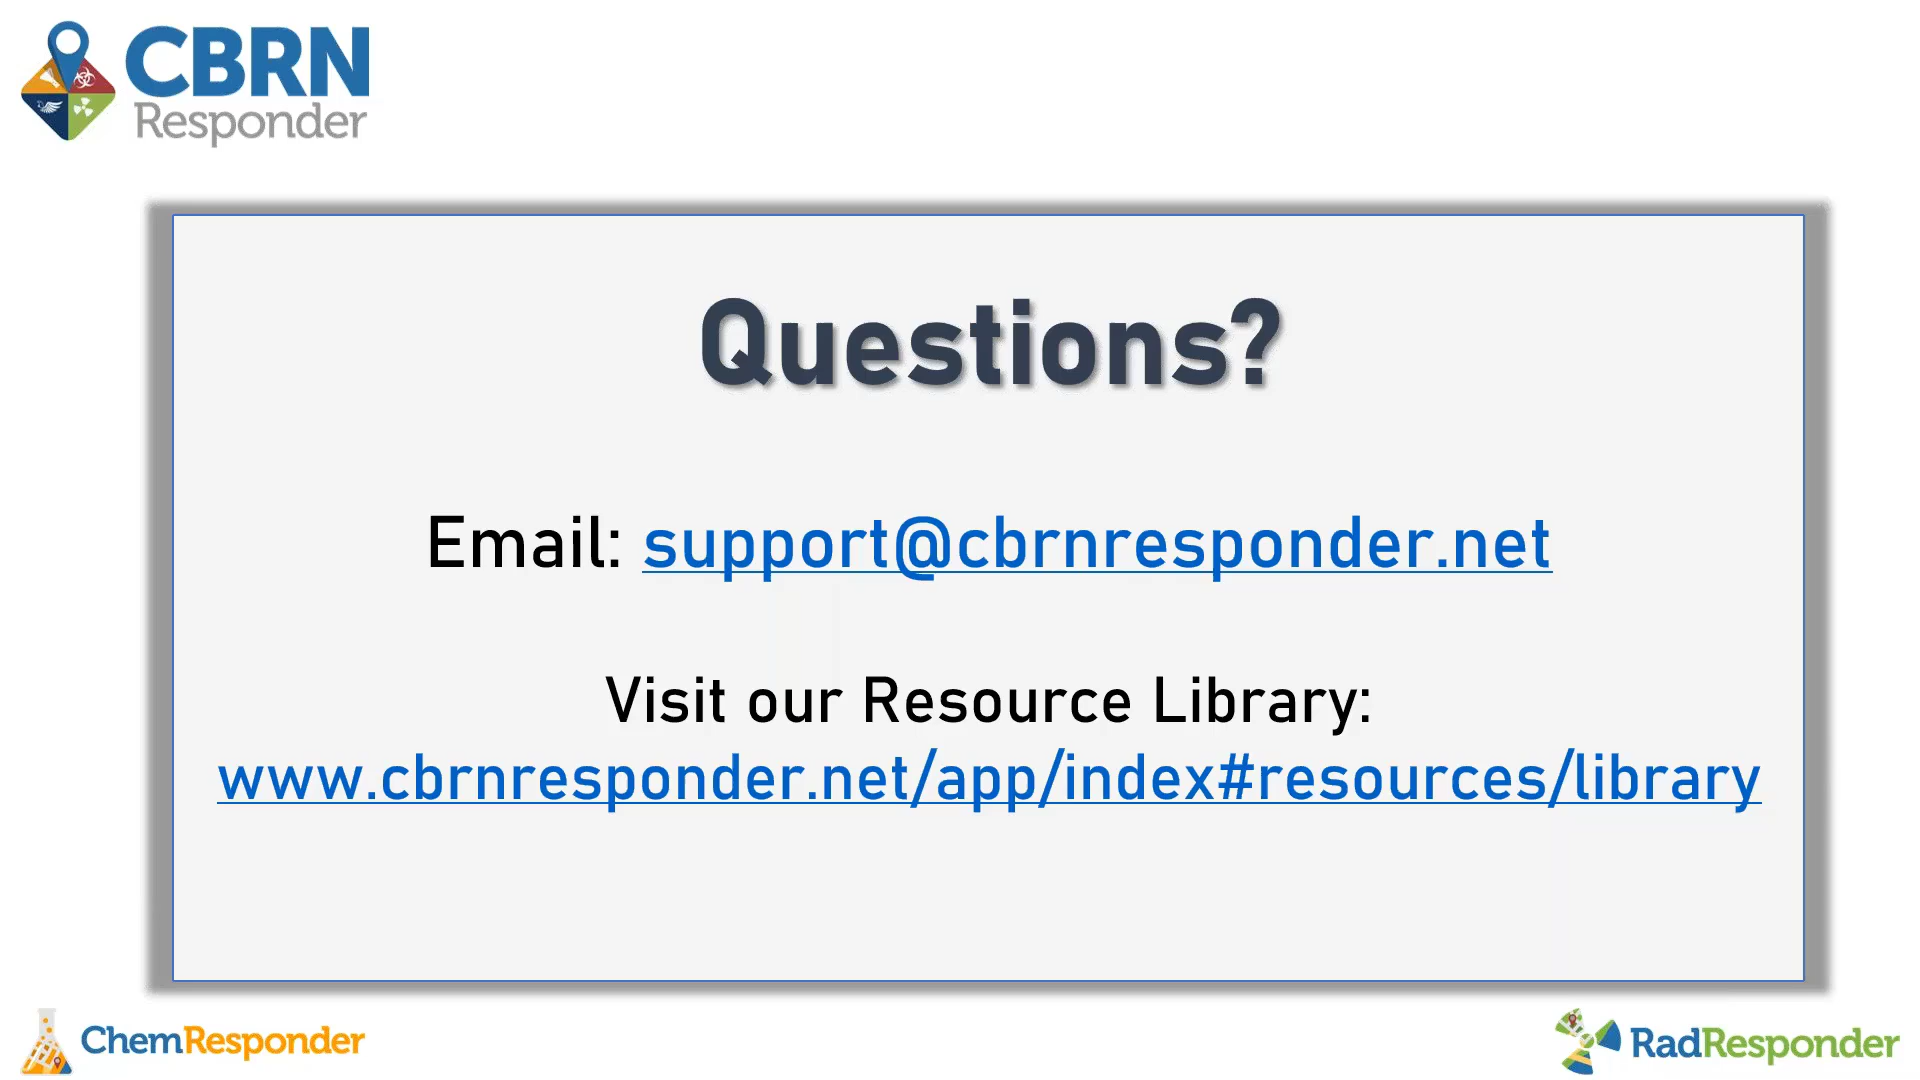 CBRN
Responder
Questions?
Email: support@cbrnresponder.net
Visit our Resource Library:
www.cbrnresponder.net/app/index#resources/library
ChemResponder
RadResponder